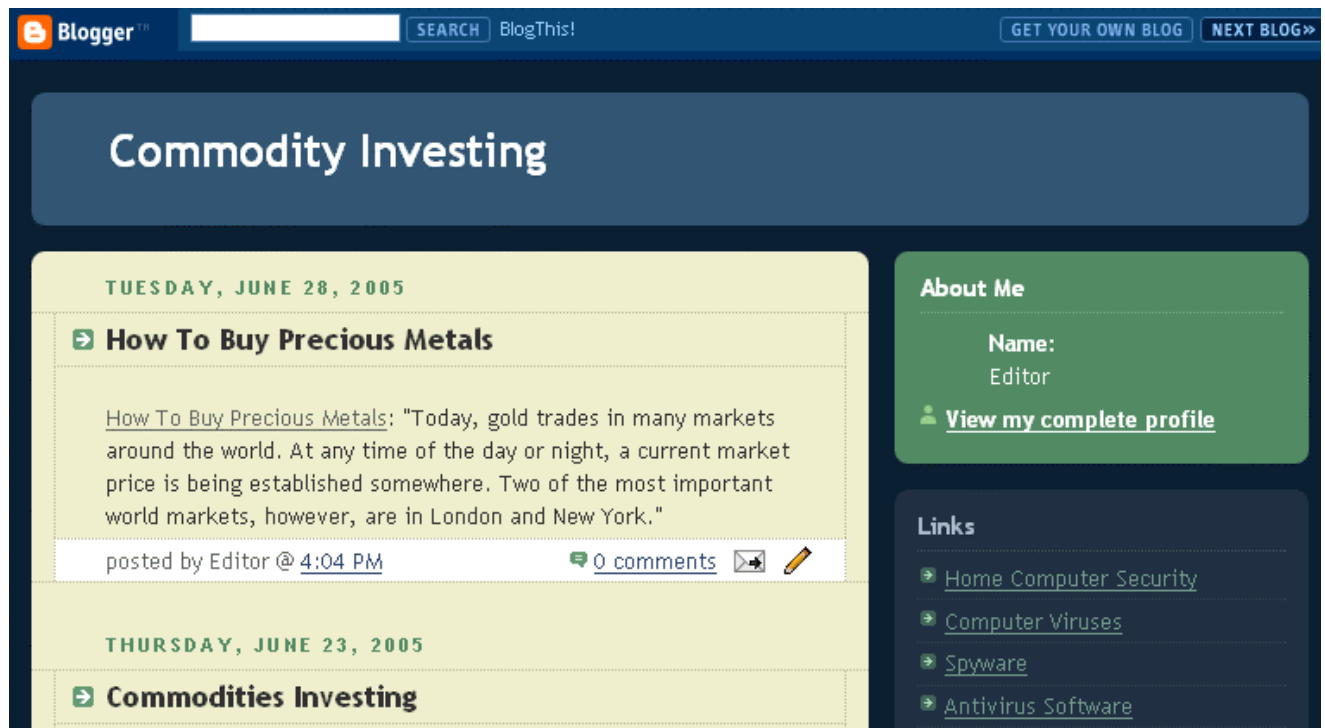 Blogger™ SEARCH BlogThis! GET YOUR OWN BLOG NEXT BLOG»
Commodity Investing
TUESDAY, JUNE 28, 2005
How To Buy Precious Metals
How To Buy Precious Metals: "Today, gold trades in many markets
around the world. At any time of the day or night, a current market
price is being established somewhere. Two of the most important
world markets, however, are in London and New York."
posted by Editor @ 4:04 PM 0 comments
THURSDAY, JUNE 23, 2005
Commodities Investing
About Me
Name:
Editor
View my complete profile
Links
Home Computer Security
Computer Viruses
Spyware
Antivirus Software